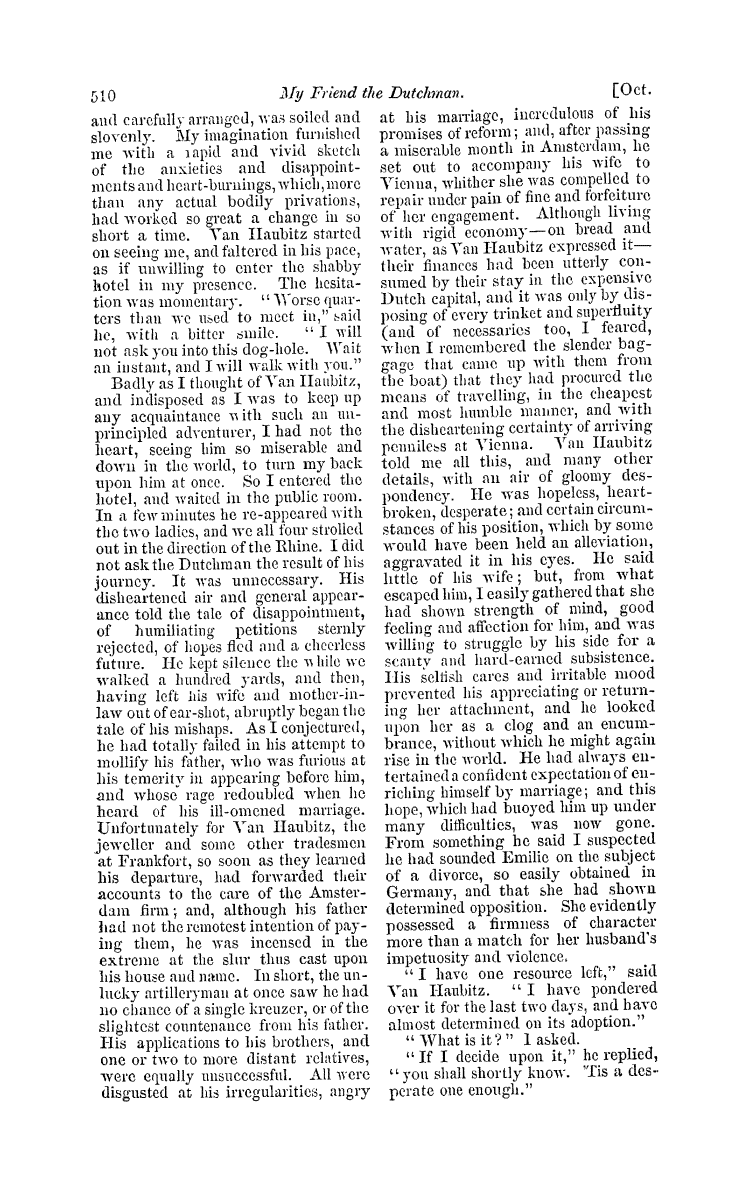 510
My Friend the Dutchman.
[Oct.
and carefully arranged, was soiled and
slovenly. My imagination furnished
me with a rapid and vivid sketch
of the anxieties and disappoint-
ments and heart-burnings, which, more
than any actual bodily privations,
had worked so great a change in so
short a time. Van Haubitz started
on seeing me, and faltered in his pace,
as if unwilling to enter the shabby
hotel in my presence. The hesita-
tion was momentary. "Worse quar-
ters than we used to meet in," said
he, with a bitter smile. "I will
not ask you into this dog-hole. Wait
an instant, and I will walk with you."
Badly as I thought of Van Haubitz,
and indisposed as I was to keep up
any acquaintance with such an un-
principled adventurer, I had not the
heart, seeing him so miserable and
down in the world, to turn my back
upon him at once. So I entered the
hotel, and waited in the public room.
In a few minutes he re-appeared with
the two ladies, and we all four strolled
out in the direction of the Rhine. I did
not ask the Dutchman the result of his
journey. It was unnecessary. His
disheartened air and general appear-
ance told the tale of disappointment,
of humiliating petitions sternly
rejected, of hopes fled and a cheerless
future. He kept silence the while we
walked a hundred yards, and then,
having left his wife and mother-in-
law out of ear-shot, abruptly began the
tale of his mishaps. As I conjectured,
he had totally failed in his attempt to
mollify his father, who was furious at
his temerity in appearing before him,
and whose rage redoubled when he
heard of his ill-omened marriage.
Unfortunately for Van Haubitz, the
jeweller and some other tradesmen
at Frankfort, so soon as they learned
his departure, had forwarded their
accounts to the care of the Amster-
dam firm; and, although his father
had not the remotest intention of pay-
ing them, he was incensed in the
extreme at the slur thus cast upon
his house and name. In short, the un-
lucky artilleryman at once saw he had
no chance of a single kreuzer, or of the
slightest countenance from his father.
His applications to his brothers, and
one or two to more distant relatives,
were equally unsuccessful. All were
disgusted at his irregularities, angry
at his marriage, incredulous of his
promises of reform; and, after passing
a miserable month in Amsterdam, he
set out to accompany his wife to
Vienna, whither she was compelled to
repair under pain of fine and forfeiture
of her engagement. Although living
with rigid economy—on bread and
water, as Van Haubitz expressed it—
their finances had been utterly con-
sumed by their stay in the expensive
Dutch capital, and it was only by dis-
posing of every trinket and superfluity
(and of necessaries too, I feared,
when I remembered the slender bag-
gage that came up with them from
the boat) that they had procured the
means of travelling, in the cheapest
and most humble manner, and with
the disheartening certainty of arriving
penniless at Vienna. Van Haubitz
told me all this, and many other
details, with an air of gloomy des-
pondency. He was hopeless, heart-
broken, desperate; and certain circum-
stances of his position, which by some
would have been held an alleviation,
aggravated it in his eyes. He said
little of his wife; but, from what
escaped him, I easily gathered that she
had shown strength of mind, good
feeling and affection for him, and was
willing to struggle by his side for a
scanty and hard-earned subsistence.
His selfish cares and irritable mood
prevented his appreciating or return-
ing her attachment, and he looked
upon her as a clog and an encum-
brance, without which he might again
rise in the world. He had always en-
tertained a confident expectation of en-
riching himself by marriage; and this
hope, which had buoyed him up under
many difficulties, was now gone.
From something he said I suspected
he had sounded Emilie on the subject
of a divorce, so easily obtained in
Germany, and that she had shown
determined opposition. She evidently
possessed a firmness of character
more than a match for her husband's
impetuosity and violence.
"I have one resource left," said
Van Haubitz. "I have pondered
over it for the last two days, and have
almost determined on its adoption."
"What is it?" I asked.
"If I decide upon it," he replied,
"you shall shortly know. 'Tis a des-
perate one enough."